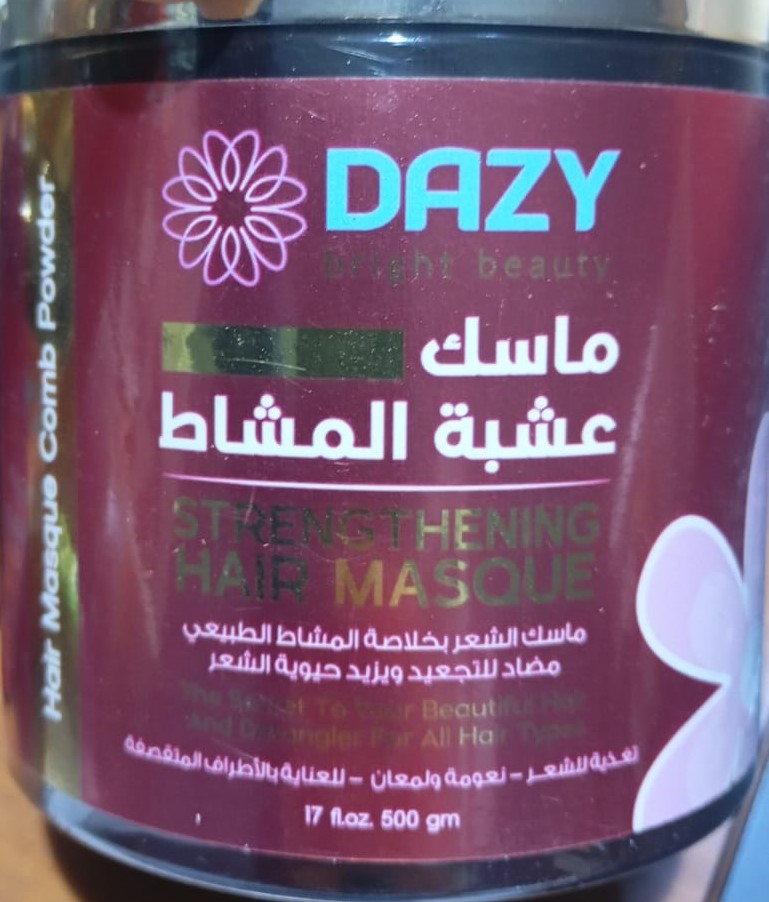 Hair Masque Comb Powder
DAZY
Bright beauty
ماسك
عشبة المشاط
STRENGTHENING
HAIR MASQUE
ماسك الشعر بخلاصة المشاط الطبيعي
مضاد للتجعيد ويزيد حيوية الشعر
The Secret To Your Beautiful Hair
And Detangler For All Hair Types
تغذية للشعر - نعومة ولمعان - للعناية بالأطراف المتقصفة
17 fl.oz. 500 gm